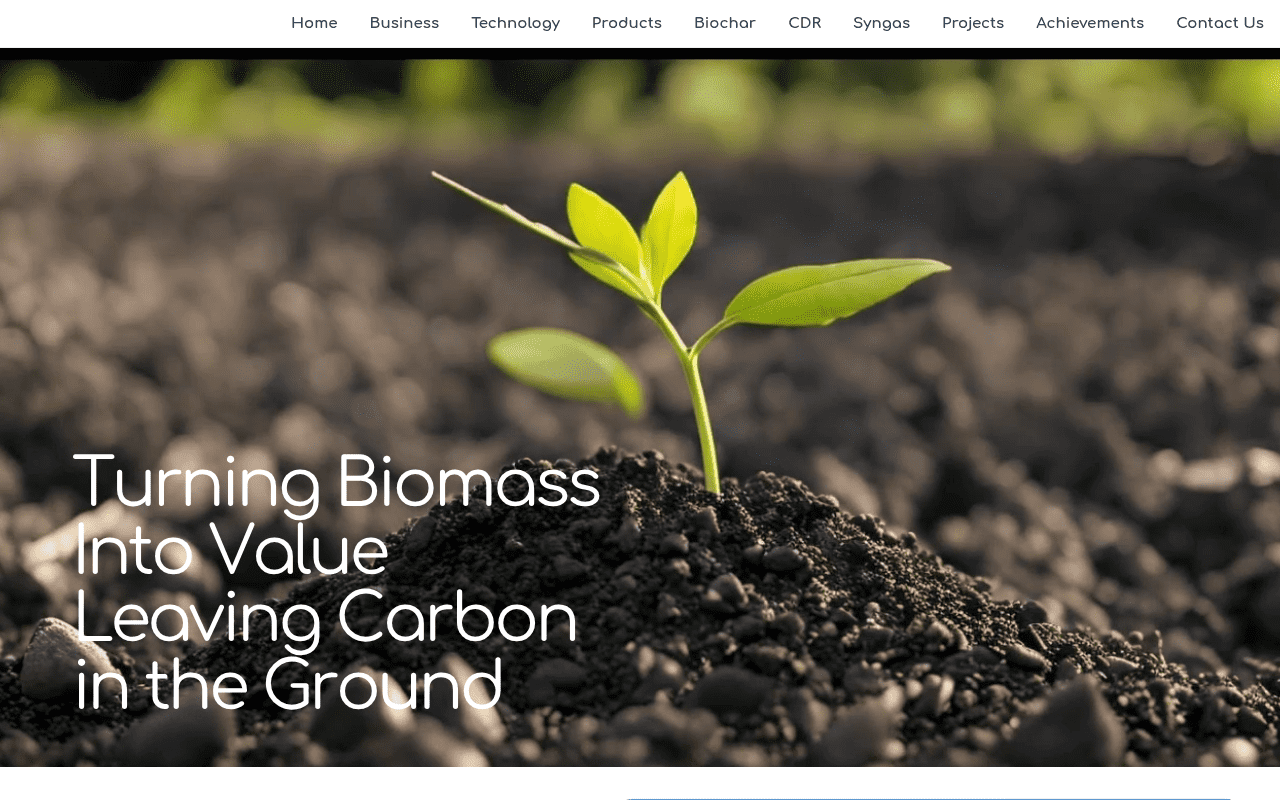 Home Business Technology Products Biochar CDR Syngas Projects Achievements Contact Us
Turning Biomass
Into Value
Leaving Carbon
in the Ground